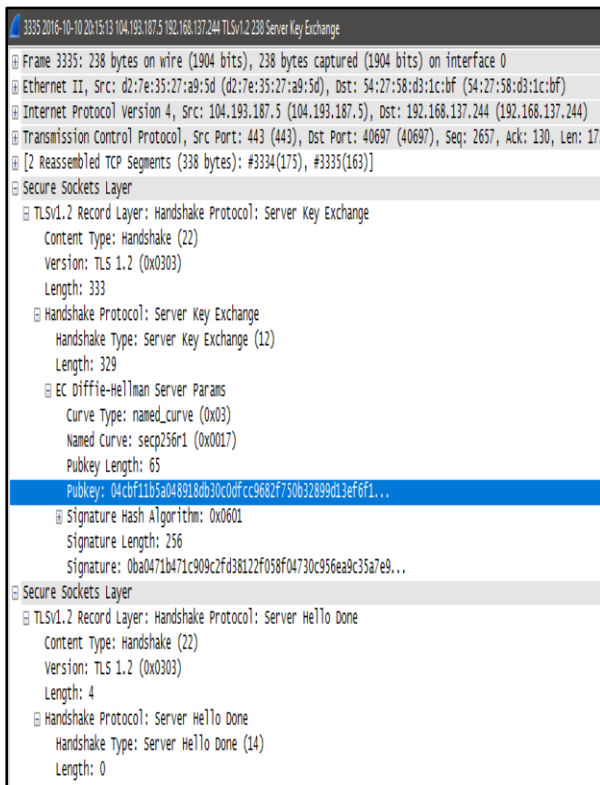 3335 2016-10-10 20:15:13 104.193.187.5 192.168.137.244 TLSv1.2 238 Server Key Exchange
Frame 3335: 238 bytes on wire (1904 bits), 238 bytes captured (1904 bits) on interface 0
Ethernet II, Src: d2:7e:35:27:a9:5d (d2:7e:35:27:a9:5d), Dst: 54:27:58:d3:1c:bf (54:27:58:d3:1c:bf)
Internet Protocol Version 4, Src: 104.193.187.5 (104.193.187.5), Dst: 192.168.137.244 (192.168.137.244)
Transmission Control Protocol, Src Port: 443 (443), Dst Port: 40697 (40697), Seq: 2657, Ack: 130, Len: 17
[2 Reassembled TCP Segments (338 bytes): #3334(175), #3335(163)]
Secure Sockets Layer
TLSv1.2 Record Layer: Handshake Protocol: Server Key Exchange
Content Type: Handshake (22)
Version: TLS 1.2 (0x0303)
Length: 333
Handshake Protocol: Server Key Exchange
Handshake Type: Server Key Exchange (12)
Length: 329
EC Diffie-Hellman Server Params
Curve Type: named_curve (0x03)
Named Curve: secp256r1 (0x0017)
Pubkey Length: 65
Pubkey: 04cbf11b5a048918db30c0dfcc9682f750b32899d13ef6f1...
Signature Hash Algorithm: 0x0601
Signature Length: 256
Signature: 0ba0471b471c909c2fd38122f058f04730c956ea9c35a7e9...
Secure Sockets Layer
TLSv1.2 Record Layer: Handshake Protocol: Server Hello Done
Content Type: Handshake (22)
Version: TLS 1.2 (0x0303)
Length: 4
Handshake Protocol: Server Hello Done
Handshake Type: Server Hello Done (14)
Length: 0